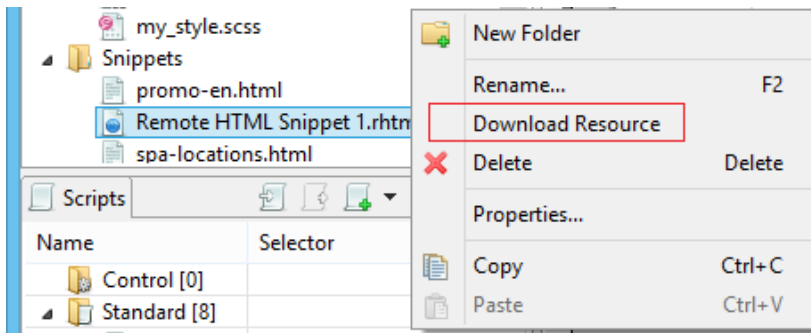 my_style.scss
Snippets
promo-en.html
Remote HTML Snippet 1.rhtm
spa-locations.html
Scripts
Name Selector
Control [0]
Standard [8]
New Folder
Rename... F2
Download Resource
Delete Delete
Properties...
Copy Ctrl+C
Paste Ctrl+V